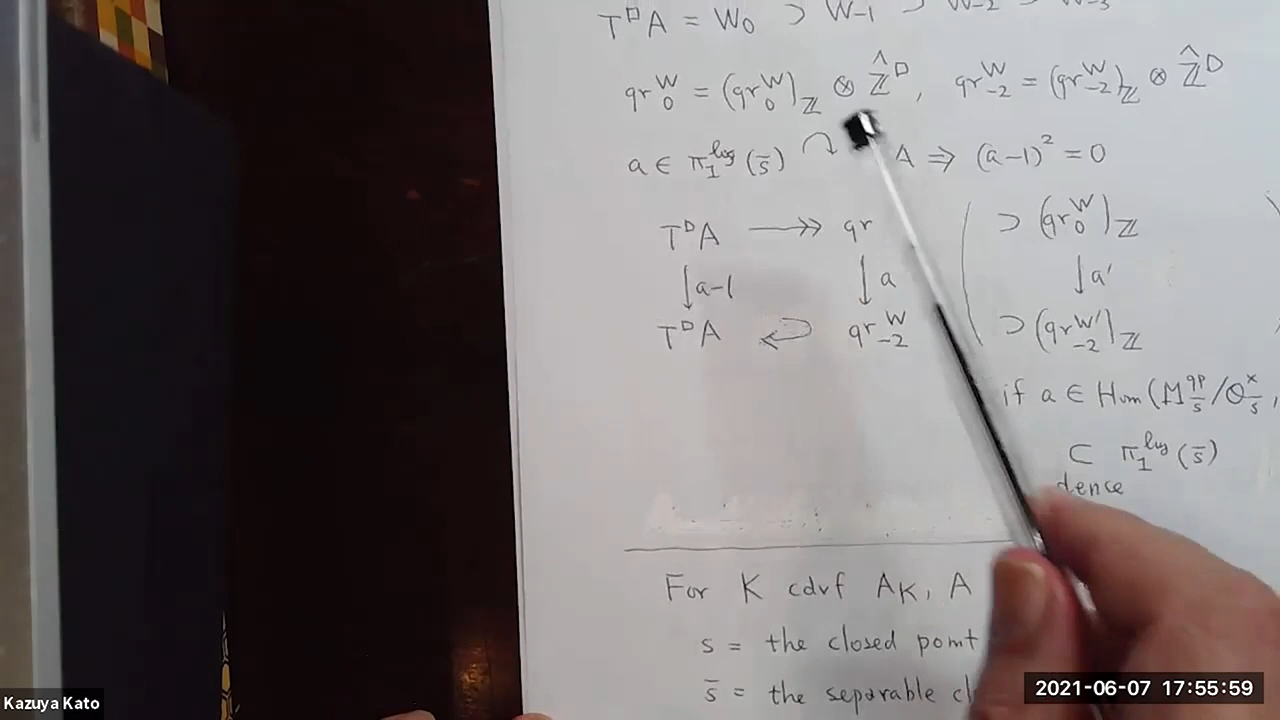 T^□A = W_0 ⊃ W_{-1} ⊃ W_{-2} ⊃ W_{-3}
gr^W_0 = (gr^W_0)_ℤ ⊗ \hat{ℤ}^□, gr^W_{-2} = (gr^W_{-2})_ℤ ⊗ \hat{ℤ}^□
a ∈ π_1^{log}(\bar{s}) ↷ A ⇒ (a-1)^2 = 0
T^□A ↠ gr ( ⊃ (gr^W_0)_ℤ )
↓a-1 ↓a ↓a'
T^□A ↩ gr^W_{-2} ⊃ (gr^{W'}_{-2})_ℤ
if a ∈ Hom(M^{gp}_{\bar{s}}/O^×_{\bar{s}},
⊂ π_1^{log}(\bar{s})
dence
For K cdvf A_K, A
s = the closed point
\bar{s} = the separable cl
Kazuya Kato
2021-06-07 17:55:59